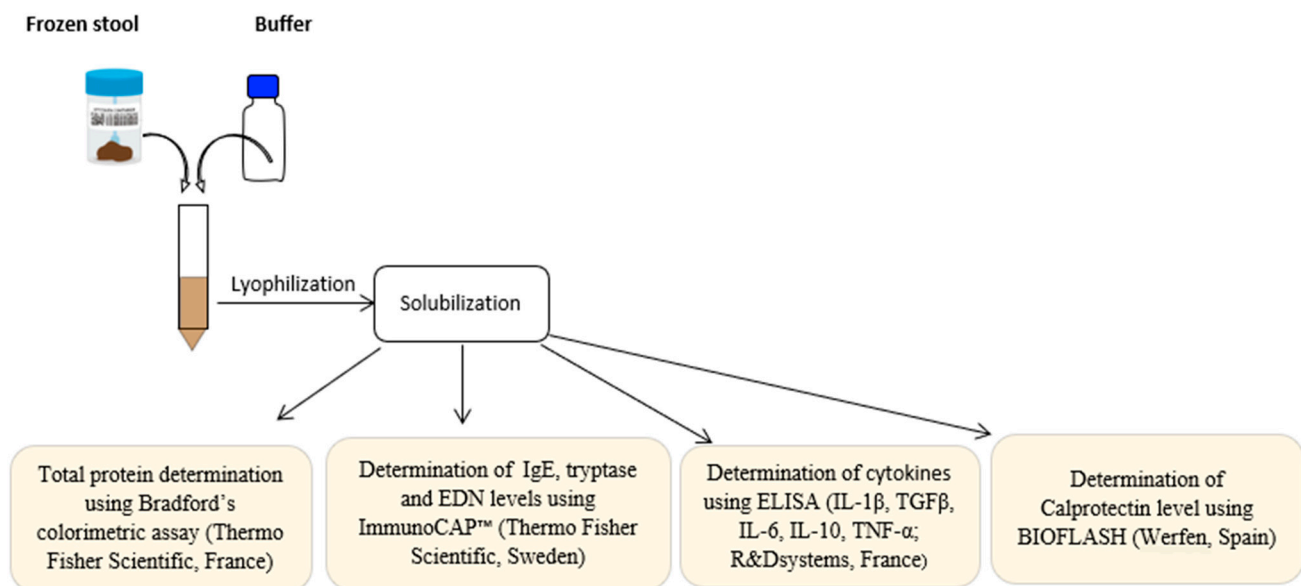 Frozen stool
Buffer
Lyophilization
Solubilization
Total protein determination
using Bradford's
colorimetric assay (Thermo
Fisher Scientific, France)
Determination of IgE, tryptase
and EDN levels using
ImmunoCAP™ (Thermo Fisher
Scientific, Sweden)
Determination of cytokines
using ELISA (IL-1β, TGFβ,
IL-6, IL-10, TNF-α;
R&Dsystems, France)
Determination of
Calprotectin level using
BIOFLASH (Werfen, Spain)